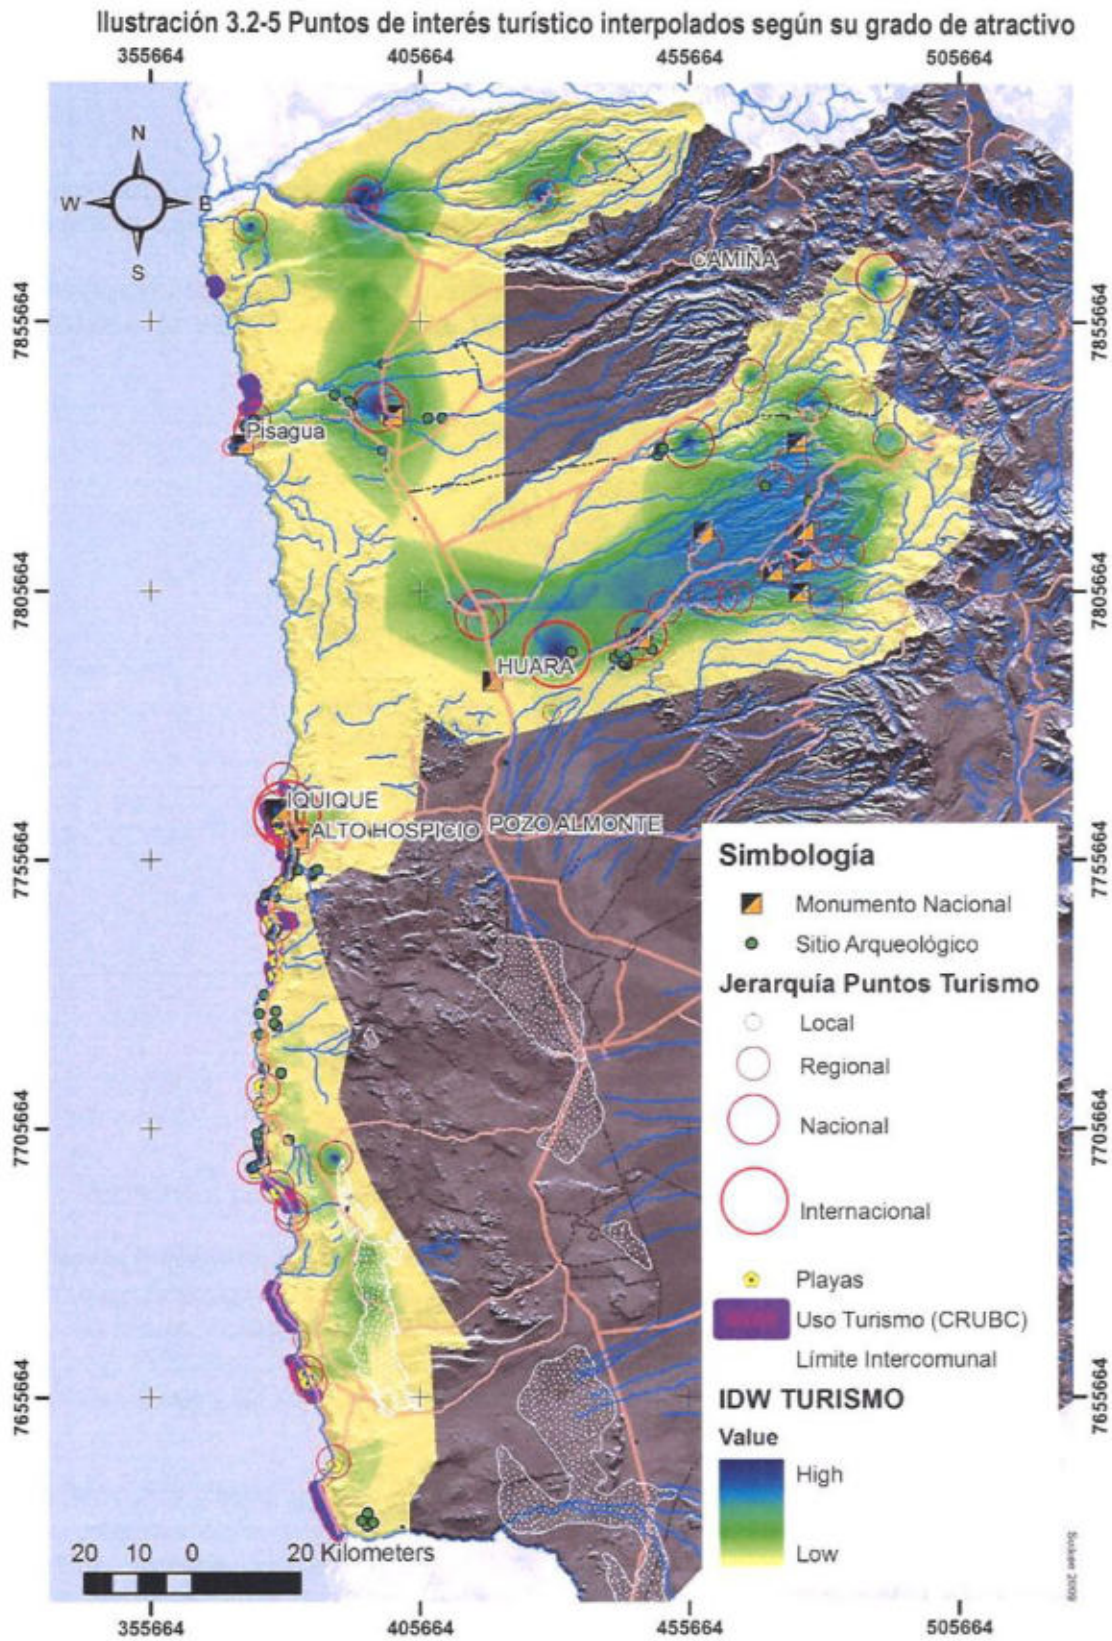 Ilustración 3.2-5 Puntos de interés turístico interpolados según su grado de atractivo
355664 405664 455664 505664
N
W E
S
CAMIÑA
7855664 7855664
Pisagua
7805664 7805664
HUARA
IQUIQUE
ALTO HOSPICIO POZO ALMONTE
7755664 7755664
Simbología
Monumento Nacional
Sitio Arqueológico
Jerarquía Puntos Turismo
Local
Regional
Nacional
7705664 7705664
Internacional
Playas
Uso Turismo (CRUBC)
Límite Intercomunal
7655664 7655664
IDW TURISMO
Value
High
Low
20 10 0 20 Kilometers
355664 405664 455664 505664